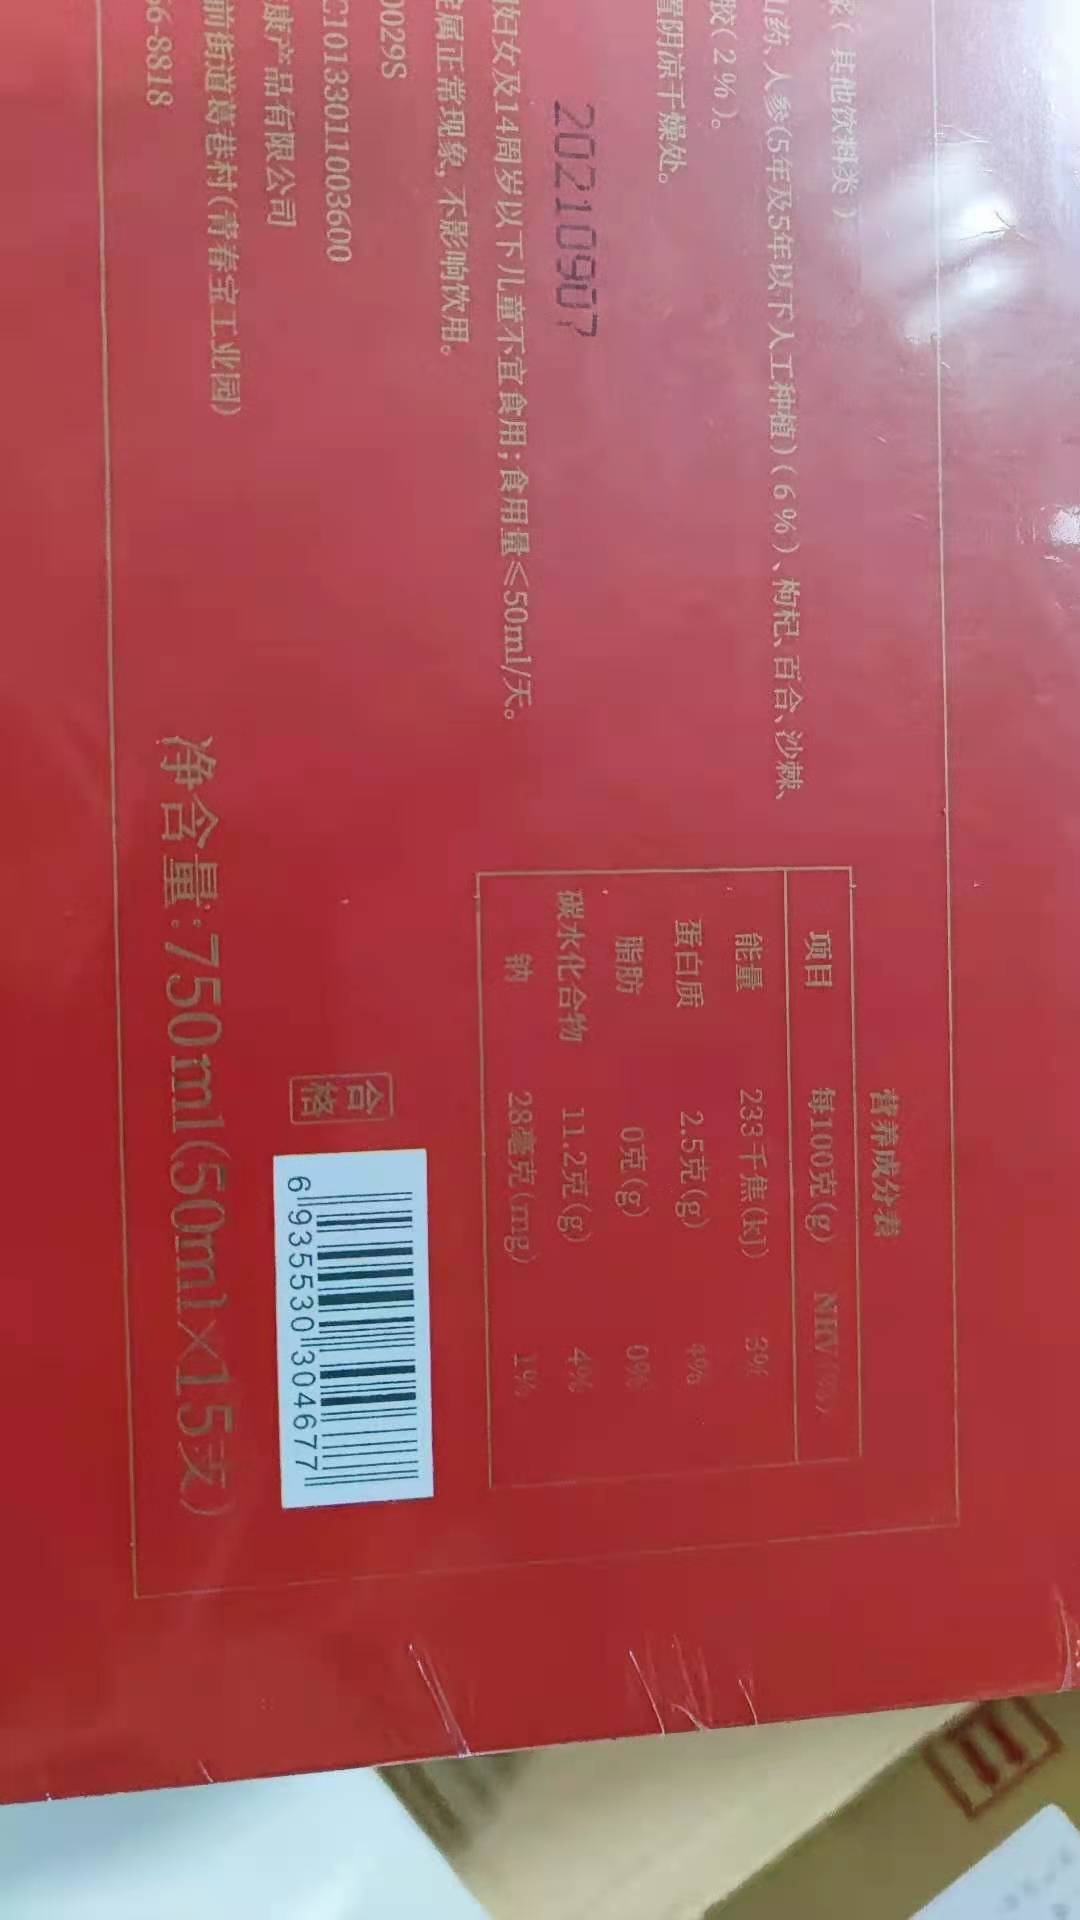 浆(其他饮料类)
山药、人参(5年及5年以下人工种植)(6%)、枸杞、百合、沙棘、
胶(2%)。
置阴凉干燥处。
20210907
妇女及14周岁以下儿童不宜食用;食用量≤50ml/天。
属正常现象,不影响饮用。
0029S
C10133011003600
康产品有限公司
前街道葛巷村(青春宝工业园)
66-8818
营养成分表
项目 每100克(g) NRV(%)
能量 233千焦(kJ) 3%
蛋白质 2.5克(g) 4%
脂肪 0克(g) 0%
碳水化合物 11.2克(g) 4%
钠 28毫克(mg) 1%
合格
6 935530 304677
净含量:750ml(50ml×15支)